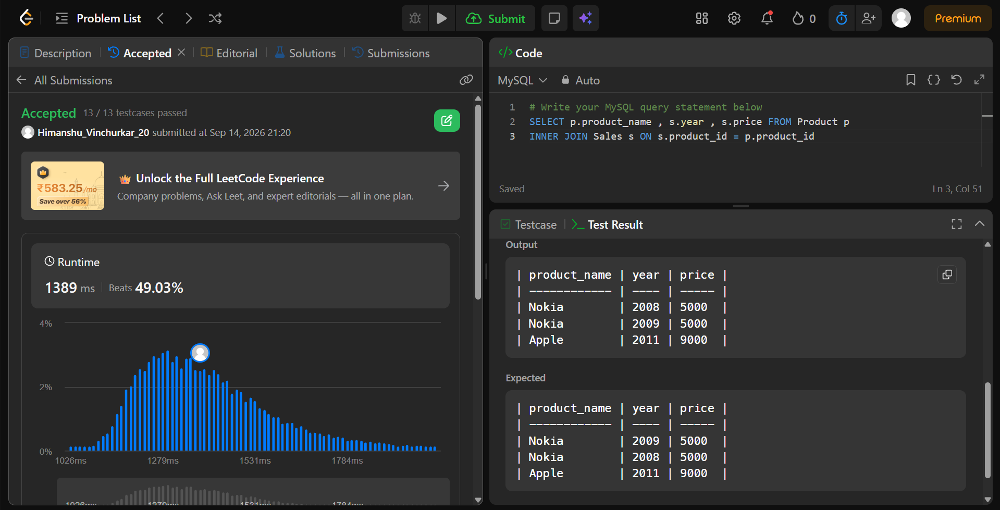 Problem List
Submit
0
Premium
Description
Accepted
Editorial
Solutions
Submissions
All Submissions
Accepted 13 / 13 testcases passed
Himanshu_Vinchurkar_20 submitted at Sep 14, 2026 21:20
₹583.25/mo
Save over 56%
Unlock the Full LeetCode Experience
Company problems, Ask Leet, and expert editorials — all in one plan.
Runtime
1389 ms Beats 49.03%
4%
2%
0%
1026ms 1279ms 1531ms 1784ms
1026ms 1279ms 1531ms 1784ms
</> Code
MySQL Auto
1 # Write your MySQL query statement below
2 SELECT p.product_name , s.year , s.price FROM Product p
3 INNER JOIN Sales s ON s.product_id = p.product_id
Saved Ln 3, Col 51
Testcase
Test Result
Output
| product_name | year | price |
| ------------ | ---- | ----- |
| Nokia | 2008 | 5000 |
| Nokia | 2009 | 5000 |
| Apple | 2011 | 9000 |
Expected
| product_name | year | price |
| ------------ | ---- | ----- |
| Nokia | 2009 | 5000 |
| Nokia | 2008 | 5000 |
| Apple | 2011 | 9000 |